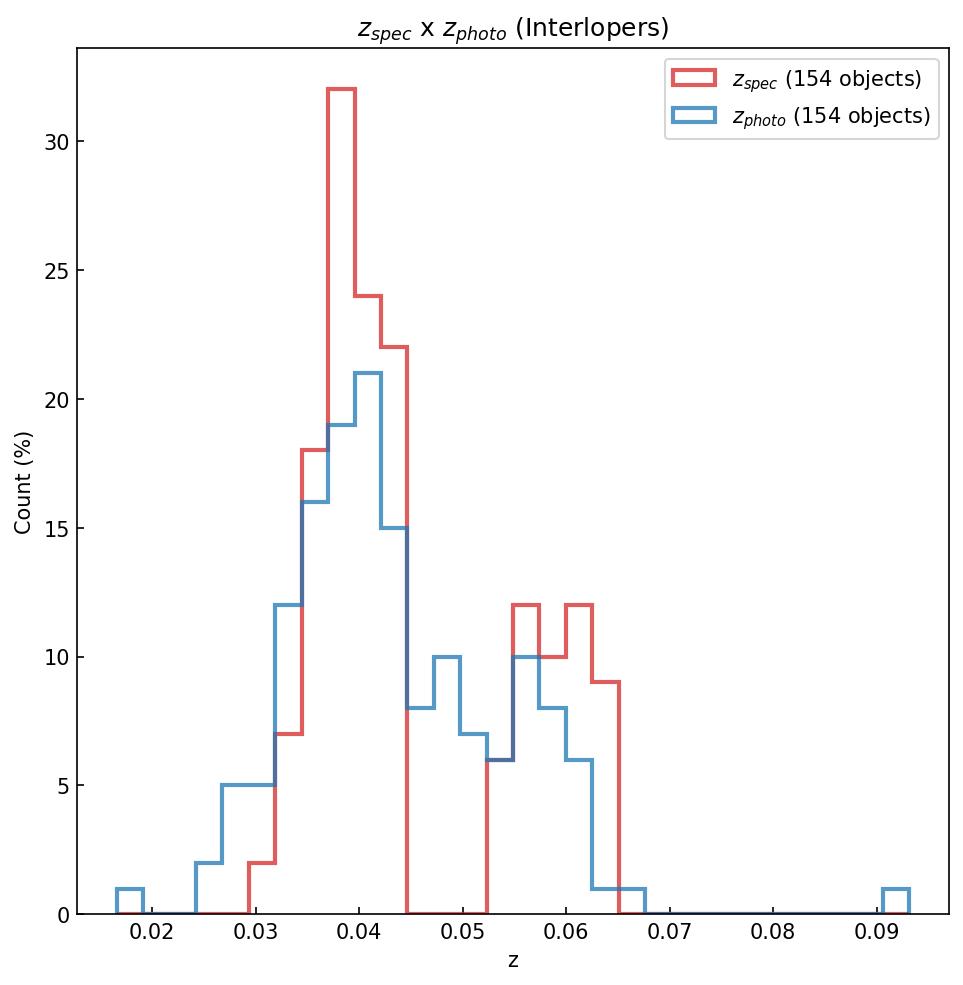 z_spec x z_photo (Interlopers)
z_spec (154 objects)
z_photo (154 objects)
Count (%)
30
25
20
15
10
5
0
0.02 0.03 0.04 0.05 0.06 0.07 0.08 0.09
z